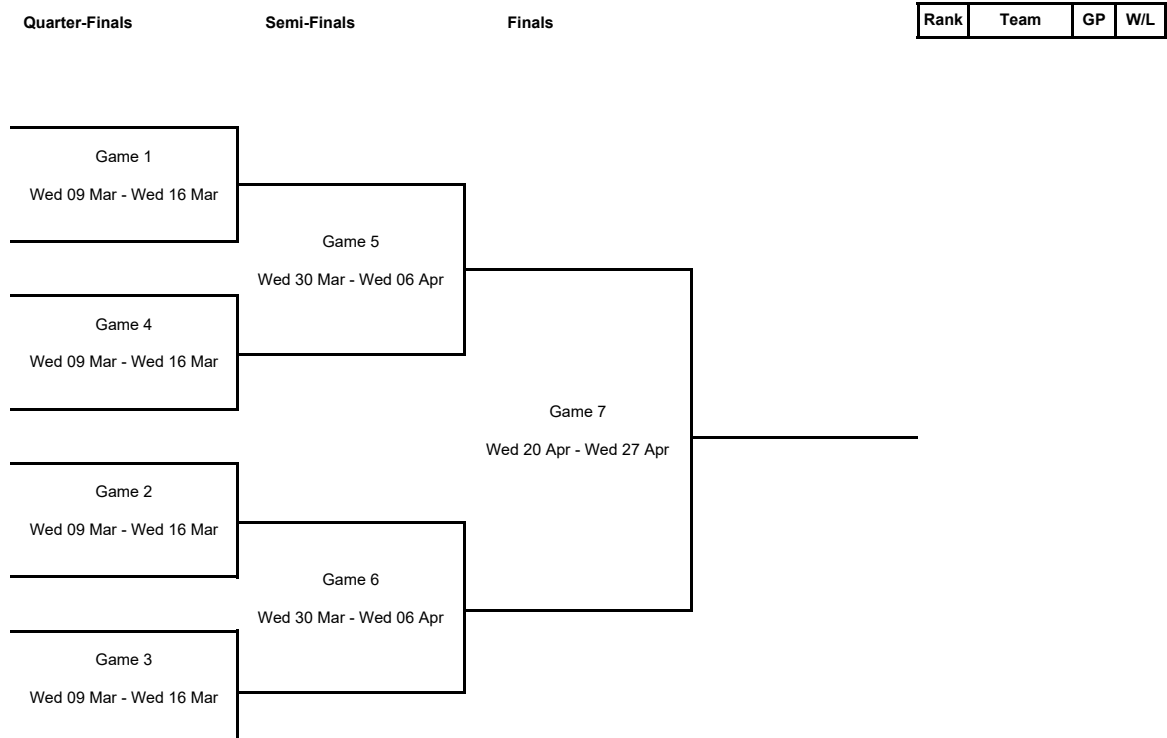 Quarter-Finals
Semi-Finals
Finals
Rank Team GP W/L
Game 1
Wed 09 Mar - Wed 16 Mar
Game 5
Wed 30 Mar - Wed 06 Apr
Game 4
Wed 09 Mar - Wed 16 Mar
Game 7
Wed 20 Apr - Wed 27 Apr
Game 2
Wed 09 Mar - Wed 16 Mar
Game 6
Wed 30 Mar - Wed 06 Apr
Game 3
Wed 09 Mar - Wed 16 Mar